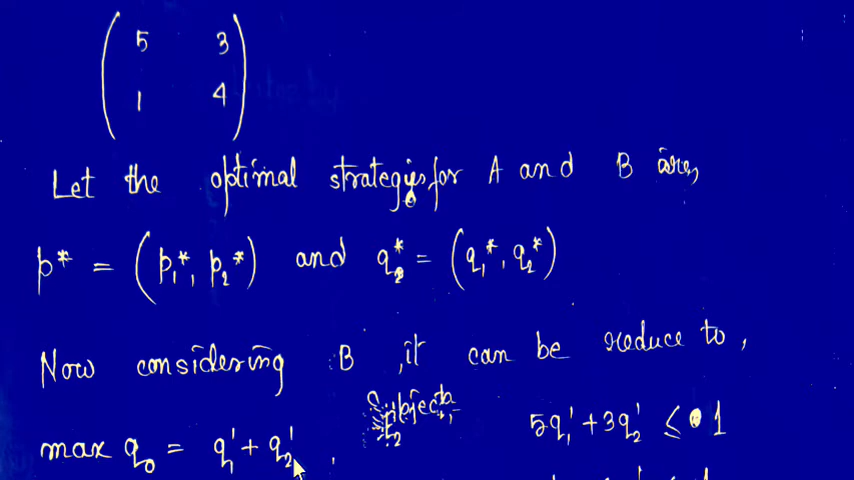 5 3
1 4
Let the optimal strategies for A and B are,
p* = (p₁*, p₂*) and q* = (q₁*, q₂*)
Now considering B, it can be reduce to,
max q₀ = q₁' + q₂', Subject to 5q₁' + 3q₂' ≤ 1